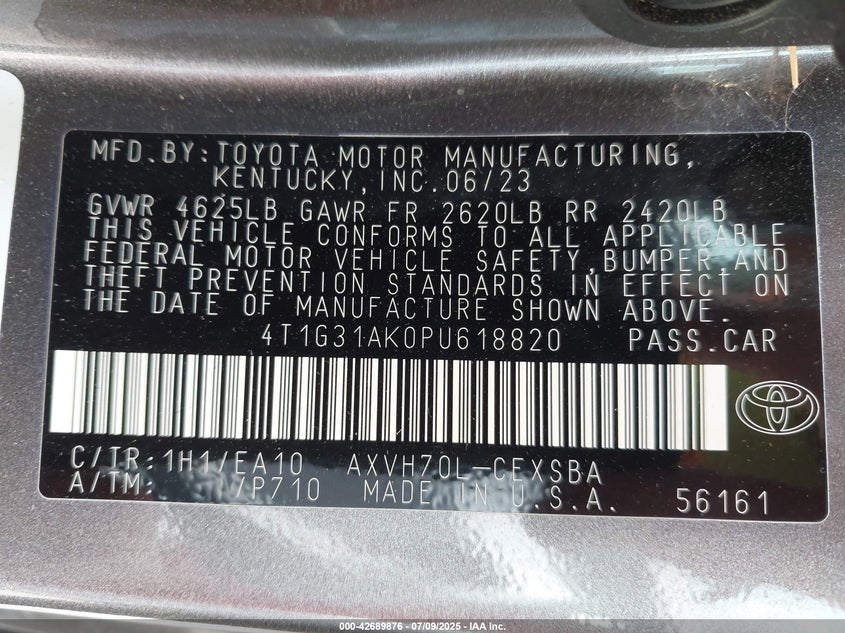 MFD.BY:TOYOTA MOTOR MANUFACTURING,
KENTUCKY,INC.06/23
GVWR 4625LB GAWR FR 2620LB RR 2420LB
THIS VEHICLE CONFORMS TO ALL APPLICABLE
FEDERAL MOTOR VEHICLE SAFETY,BUMPER,AND
THEFT PREVENTION STANDARDS IN EFFECT ON
THE DATE OF MANUFACTURE SHOWN ABOVE.
4T1G31AK0PU618820 PASS.CAR
C/TR:1H1/EA10 AXVH70L-CEXSBA
A/TM: 7P710 MADE IN U.S.A. 56161
000-42689876 - 07/09/2025 - IAA Inc.